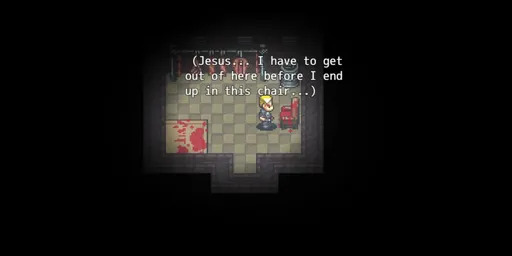 (Jesus... I have to get
out of here before I end
up in this chair...)